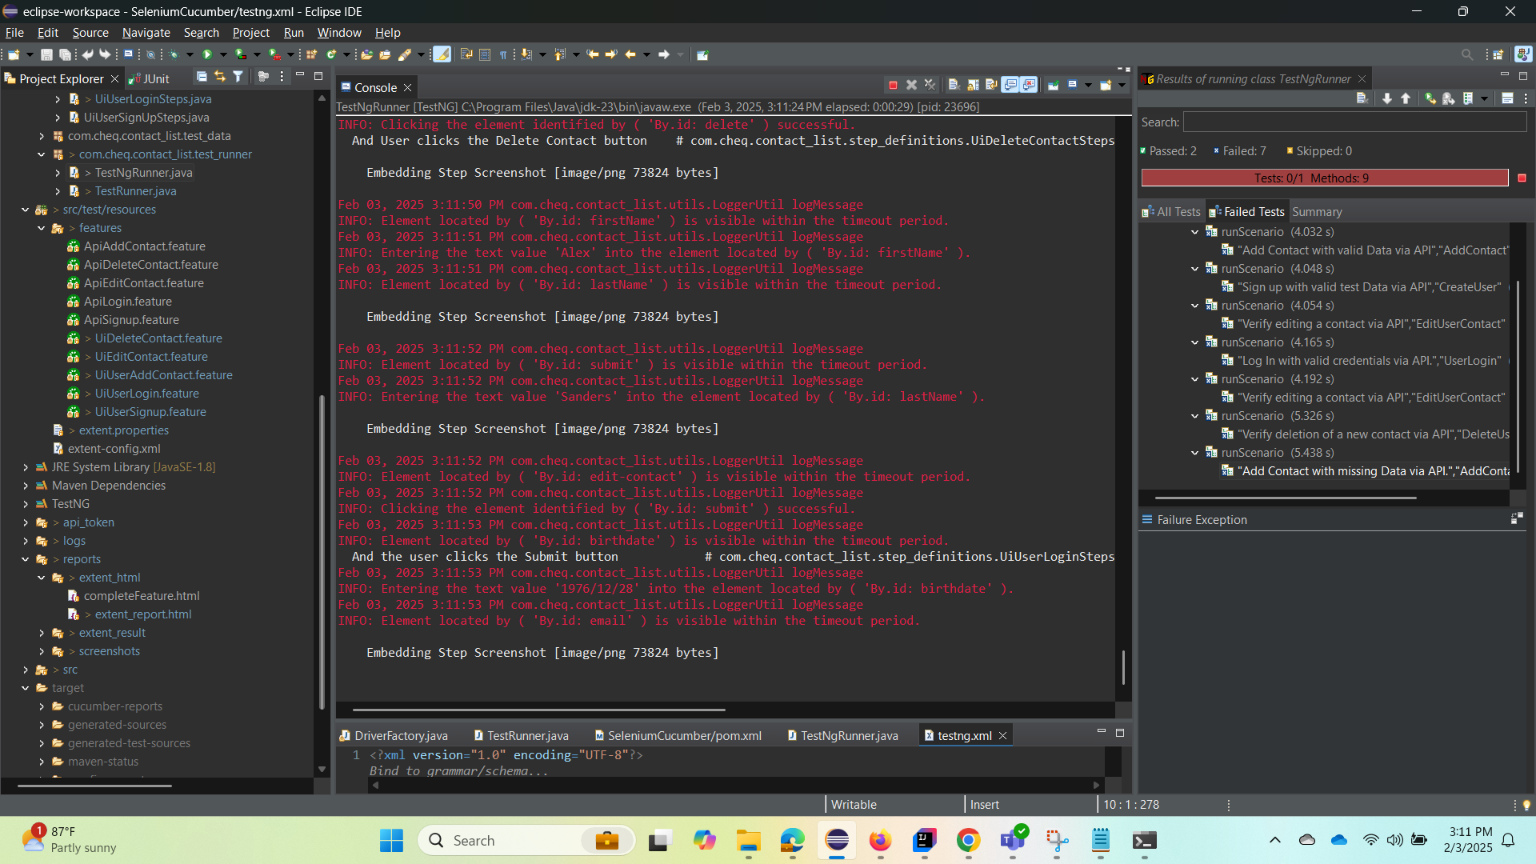 eclipse-workspace - SeleniumCucumber/testng.xml - Eclipse IDE
File Edit Source Navigate Search Project Run Window Help
Project Explorer
JUnit
> UiUserLoginSteps.java
UiUserSignUpSteps.java
com.cheq.contact_list.test_data
> com.cheq.contact_list.test_runner
> TestNgRunner.java
> TestRunner.java
> src/test/resources
> features
ApiAddContact.feature
ApiDeleteContact.feature
ApiEditContact.feature
ApiLogin.feature
ApiSignup.feature
> UiDeleteContact.feature
> UiEditContact.feature
> UiUserAddContact.feature
> UiUserLogin.feature
> UiUserSignup.feature
> extent.properties
extent-config.xml
JRE System Library [JavaSE-1.8]
Maven Dependencies
TestNG
> api_token
> logs
> reports
> extent_html
completeFeature.html
> extent_report.html
> extent_result
> screenshots
> src
target
cucumber-reports
generated-sources
generated-test-sources
maven-status
Console
TestNgRunner [TestNG] C:\Program Files\Java\jdk-23\bin\javaw.exe (Feb 3, 2025, 3:11:24 PM elapsed: 0:00:29) [pid: 23696]
INFO: Clicking the element identified by ( 'By.id: delete' ) successful.
And User clicks the Delete Contact button # com.cheq.contact_list.step_definitions.UiDeleteContactSteps
Embedding Step Screenshot [image/png 73824 bytes]
Feb 03, 2025 3:11:50 PM com.cheq.contact_list.utils.LoggerUtil logMessage
INFO: Element located by ( 'By.id: firstName' ) is visible within the timeout period.
Feb 03, 2025 3:11:51 PM com.cheq.contact_list.utils.LoggerUtil logMessage
INFO: Entering the text value 'Alex' into the element located by ( 'By.id: firstName' ).
Feb 03, 2025 3:11:51 PM com.cheq.contact_list.utils.LoggerUtil logMessage
INFO: Element located by ( 'By.id: lastName' ) is visible within the timeout period.
Embedding Step Screenshot [image/png 73824 bytes]
Feb 03, 2025 3:11:52 PM com.cheq.contact_list.utils.LoggerUtil logMessage
INFO: Element located by ( 'By.id: submit' ) is visible within the timeout period.
Feb 03, 2025 3:11:52 PM com.cheq.contact_list.utils.LoggerUtil logMessage
INFO: Entering the text value 'Sanders' into the element located by ( 'By.id: lastName' ).
Embedding Step Screenshot [image/png 73824 bytes]
Feb 03, 2025 3:11:52 PM com.cheq.contact_list.utils.LoggerUtil logMessage
INFO: Element located by ( 'By.id: edit-contact' ) is visible within the timeout period.
Feb 03, 2025 3:11:52 PM com.cheq.contact_list.utils.LoggerUtil logMessage
INFO: Clicking the element identified by ( 'By.id: submit' ) successful.
Feb 03, 2025 3:11:53 PM com.cheq.contact_list.utils.LoggerUtil logMessage
INFO: Element located by ( 'By.id: birthdate' ) is visible within the timeout period.
And the user clicks the Submit button # com.cheq.contact_list.step_definitions.UiUserLoginSteps
Feb 03, 2025 3:11:53 PM com.cheq.contact_list.utils.LoggerUtil logMessage
INFO: Entering the text value '1976/12/28' into the element located by ( 'By.id: birthdate' ).
Feb 03, 2025 3:11:53 PM com.cheq.contact_list.utils.LoggerUtil logMessage
INFO: Element located by ( 'By.id: email' ) is visible within the timeout period.
Embedding Step Screenshot [image/png 73824 bytes]
DriverFactory.java TestRunner.java SeleniumCucumber/pom.xml TestNgRunner.java testng.xml
1 <?xml version="1.0" encoding="UTF-8"?>
Bind to grammar/schema...
Results of running class TestNgRunner
Search:
Passed: 2 Failed: 7 Skipped: 0
Tests: 0/1 Methods: 9
All Tests Failed Tests Summary
runScenario (4.032 s)
"Add Contact with valid Data via API","AddContact"
runScenario (4.048 s)
"Sign up with valid test Data via API","CreateUser"
runScenario (4.054 s)
"Verify editing a contact via API","EditUserContact"
runScenario (4.165 s)
"Log In with valid credentials via API.","UserLogin"
runScenario (4.192 s)
"Verify editing a contact via API","EditUserContact"
runScenario (5.326 s)
"Verify deletion of a new contact via API","DeleteUs
runScenario (5.438 s)
"Add Contact with missing Data via API.","AddConta
Failure Exception
Writable Insert 10 : 1 : 278
1
87°F
Partly sunny
Search
3:11 PM
2/3/2025